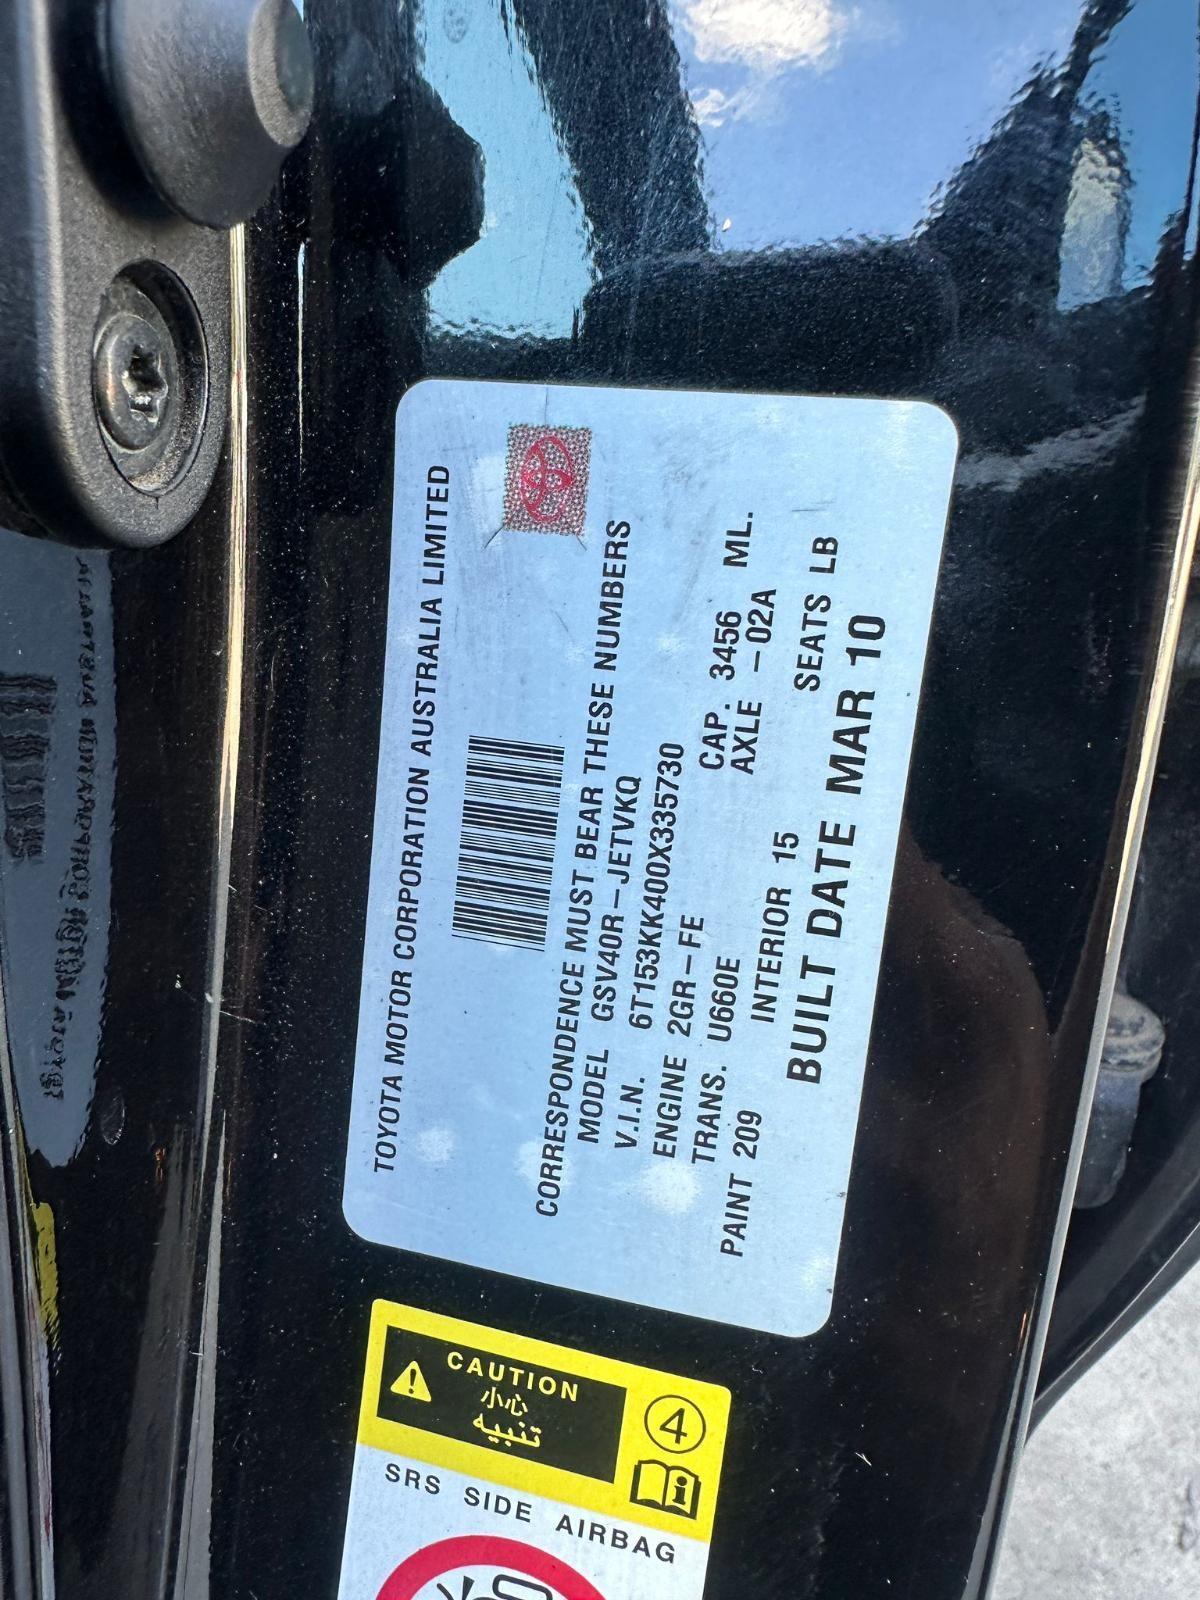 TOYOTA MOTOR CORPORATION AUSTRALIA LIMITED
CORRESPONDENCE MUST BEAR THESE NUMBERS
MODEL GSV40R-JETVKQ
V.I.N. 6T153KK400X335730
ENGINE 2GR-FE CAP. 3456 ML.
TRANS. U660E AXLE -02A
PAINT 209 INTERIOR 15 SEATS LB
BUILT DATE MAR 10
CAUTION
小心
تنبيه
4
i
SRS SIDE AIRBAG